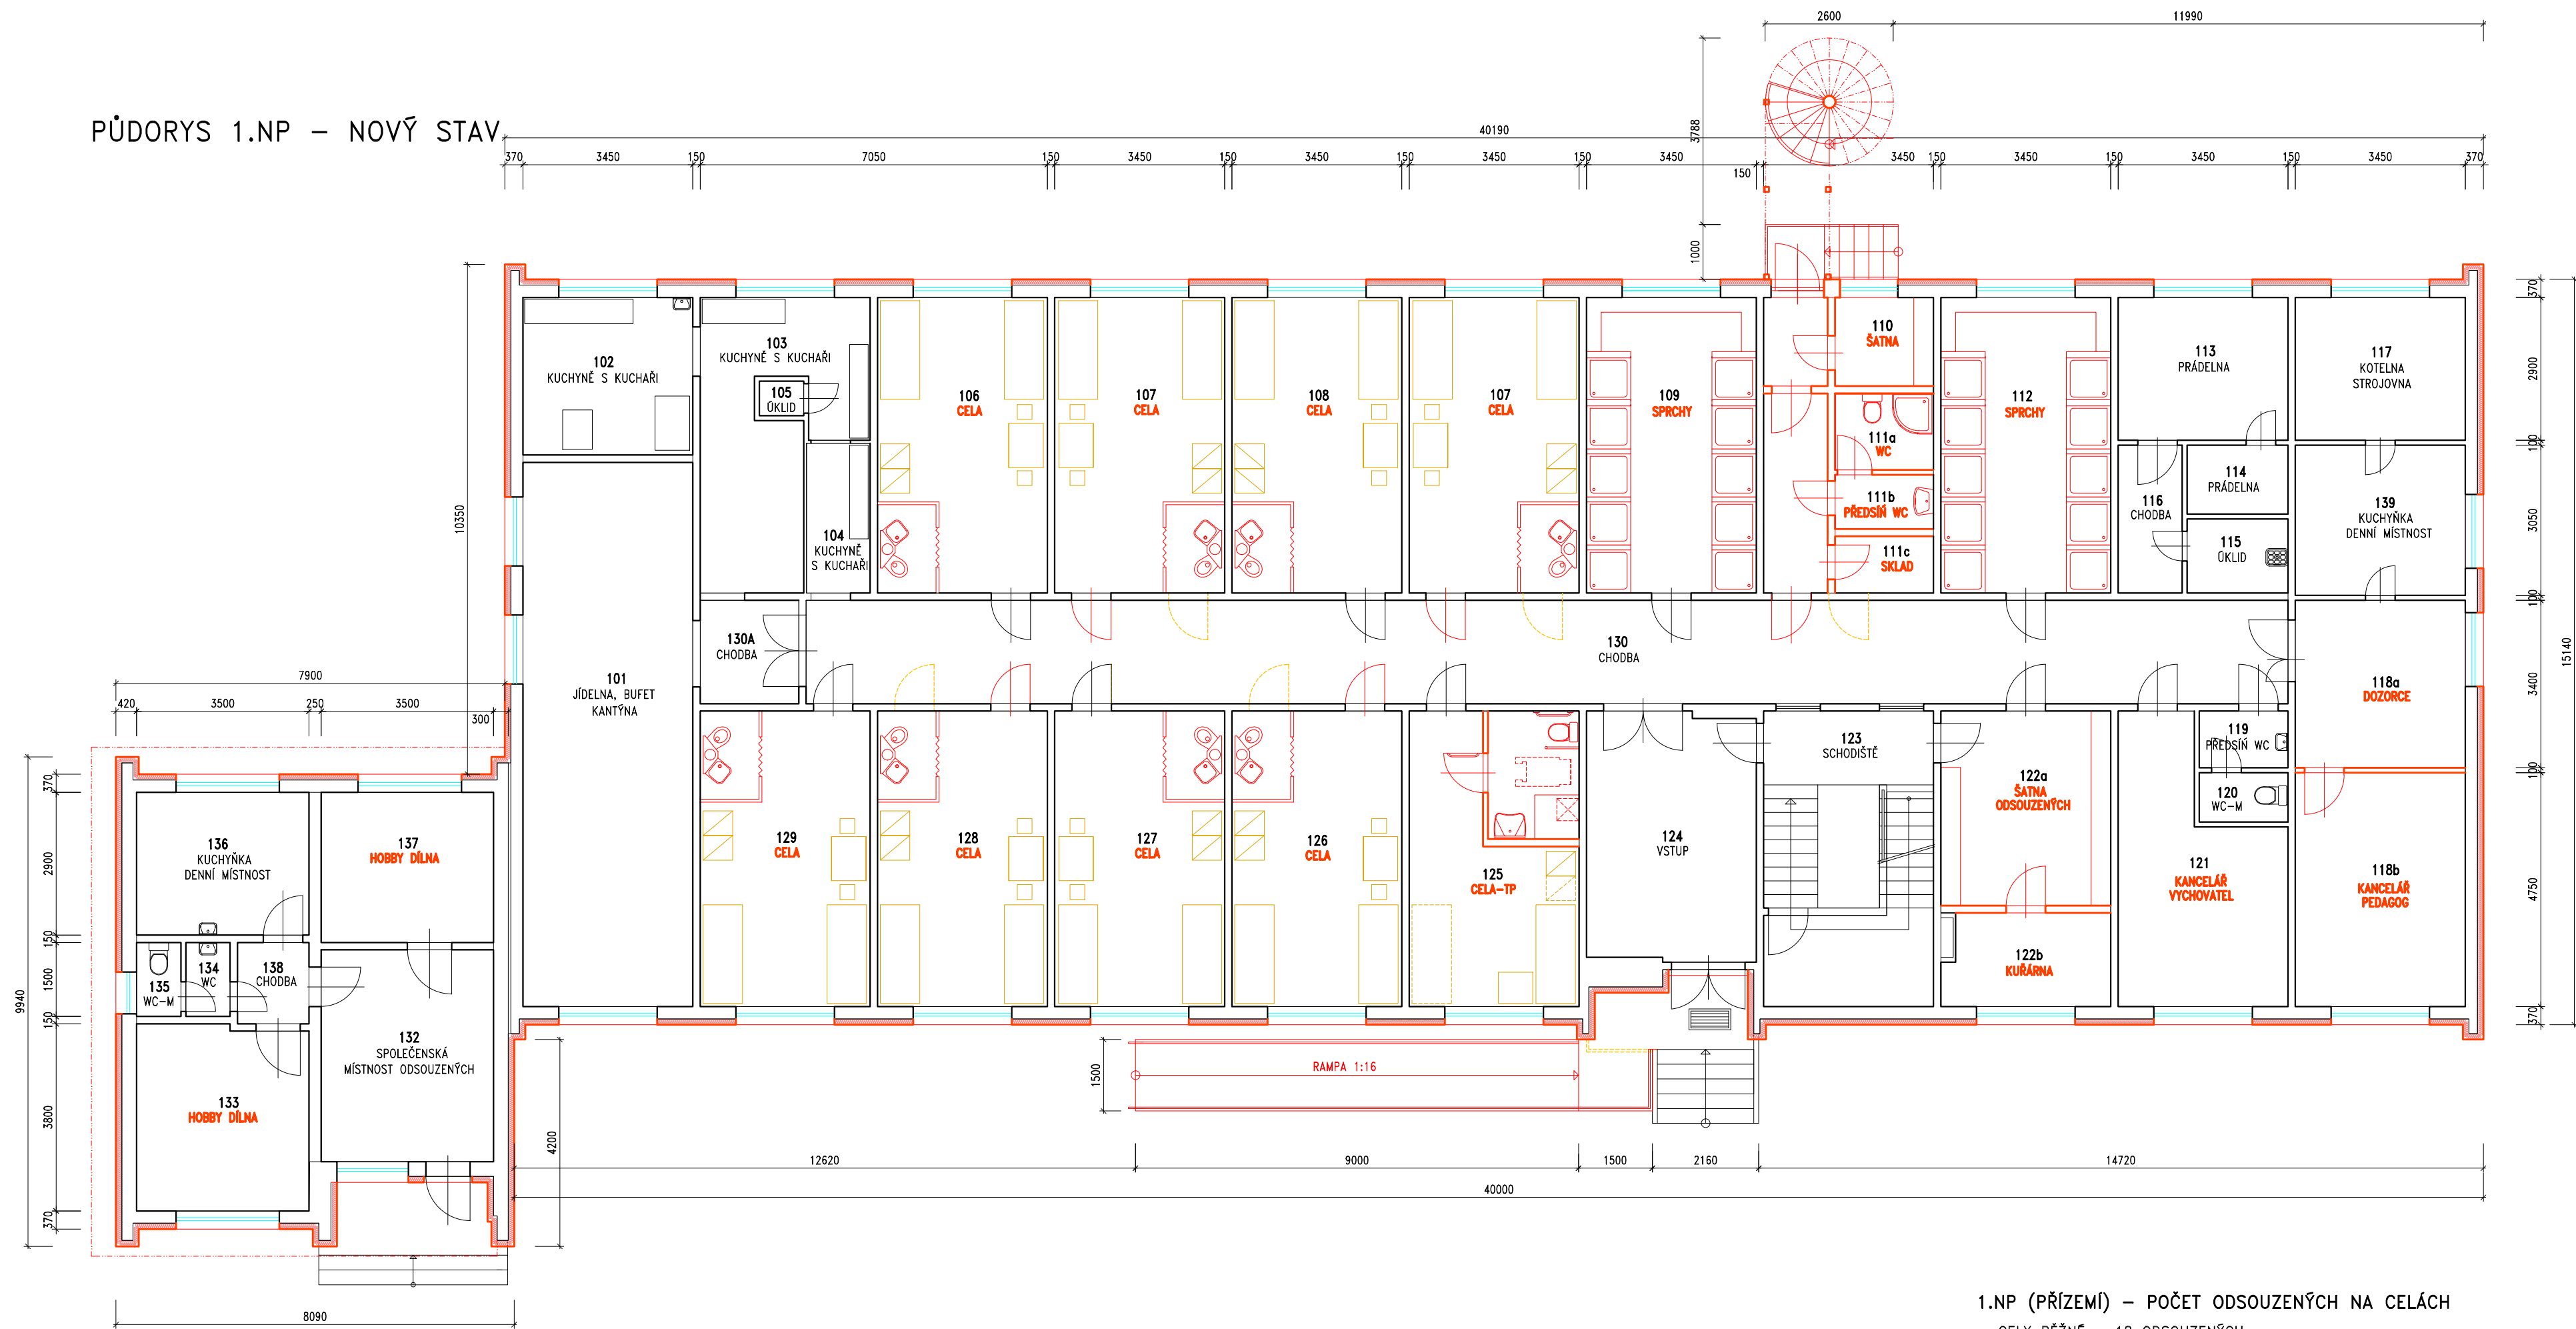 2600
11990
PŮDORYS 1.NP – NOVÝ STAV
3788
40190
370
3450
150
7050
150
3450
150
3450
150
3450
150
3450
150
3450
150
3450
150
3450
150
3450
370
1000
102
KUCHYNĚ S KUCHAŘI
103
KUCHYNĚ S KUCHAŘI
105
ÚKLID
104
KUCHYNĚ
S KUCHAŘI
106
CELA
107
CELA
108
CELA
107
CELA
109
SPRCHY
110
ŠATNA
111a
WC
111b
PŘEDSÍŇ WC
111c
SKLAD
112
SPRCHY
113
PRÁDELNA
117
KOTELNA
STROJOVNA
114
PRÁDELNA
116
CHODBA
115
ÚKLID
139
KUCHYŇKA
DENNÍ MÍSTNOST
370
2900
100
3050
100
3400
100
4750
370
15140
10350
130A
CHODBA
130
CHODBA
101
JÍDELNA, BUFET
KANTÝNA
118a
DOZORCE
7900
420
3500
250
3500
300
129
CELA
128
CELA
127
CELA
126
CELA
125
CELA-TP
124
VSTUP
123
SCHODIŠTĚ
122a
ŠATNA
ODSOUZENÝCH
122b
KUŘÁRNA
119
PŘEDSÍŇ WC
120
WC-M
121
KANCELÁŘ
VYCHOVATEL
118b
KANCELÁŘ
PEDAGOG
136
KUCHYŇKA
DENNÍ MÍSTNOST
137
HOBBY DÍLNA
135
WC-M
134
WC
138
CHODBA
132
SPOLEČENSKÁ
MÍSTNOST ODSOUZENÝCH
133
HOBBY DÍLNA
370
2900
150
1500
150
3800
370
9940
RAMPA 1:16
1500
4200
12620
9000
1500
2160
14720
40000
8090
1.NP (PŘÍZEMÍ) – POČET ODSOUZENÝCH NA CELÁCH